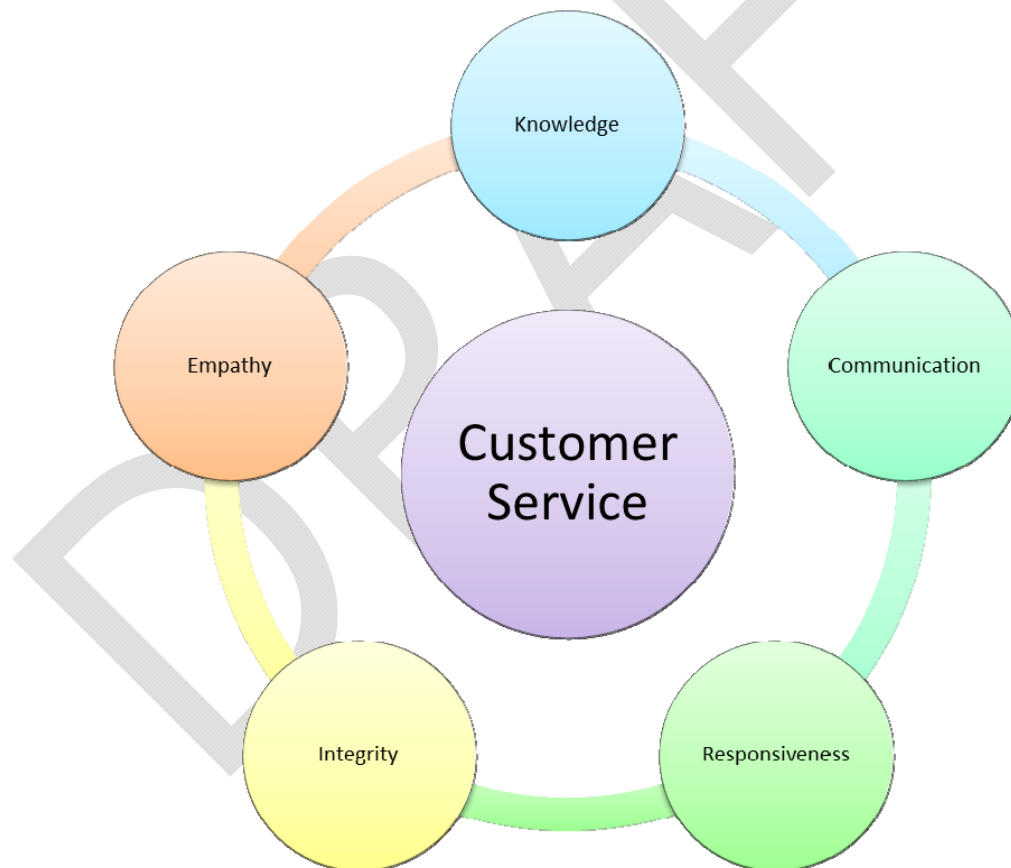 Knowledge
Empathy
Communication
Customer
Service
Integrity
Responsiveness
DRAFT